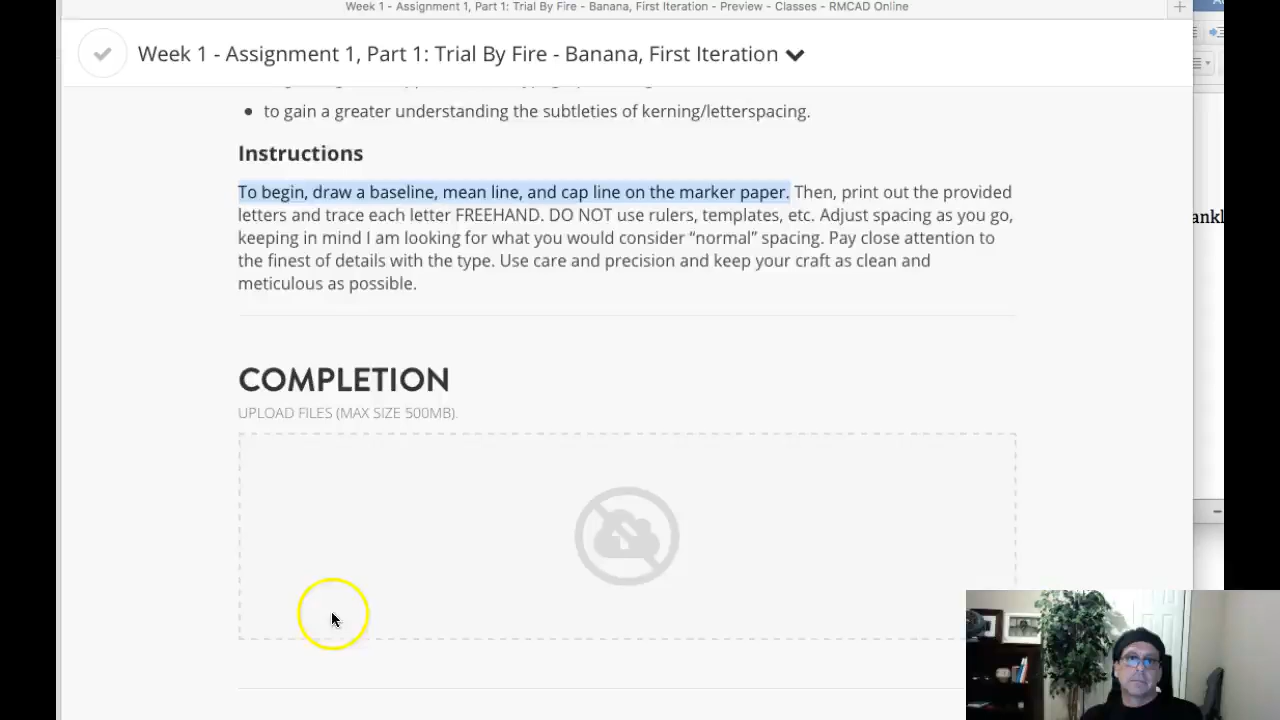 Week 1 - Assignment 1, Part 1: Trial By Fire - Banana, First Iteration - Preview - Classes - RMCAD Online
Week 1 - Assignment 1, Part 1: Trial By Fire - Banana, First Iteration
• to gain a greater understanding the subtleties of kerning/letterspacing.
Instructions
To begin, draw a baseline, mean line, and cap line on the marker paper. Then, print out the provided
letters and trace each letter FREEHAND. DO NOT use rulers, templates, etc. Adjust spacing as you go,
keeping in mind I am looking for what you would consider “normal” spacing. Pay close attention to
the finest of details with the type. Use care and precision and keep your craft as clean and
meticulous as possible.
COMPLETION
UPLOAD FILES (MAX SIZE 500MB).